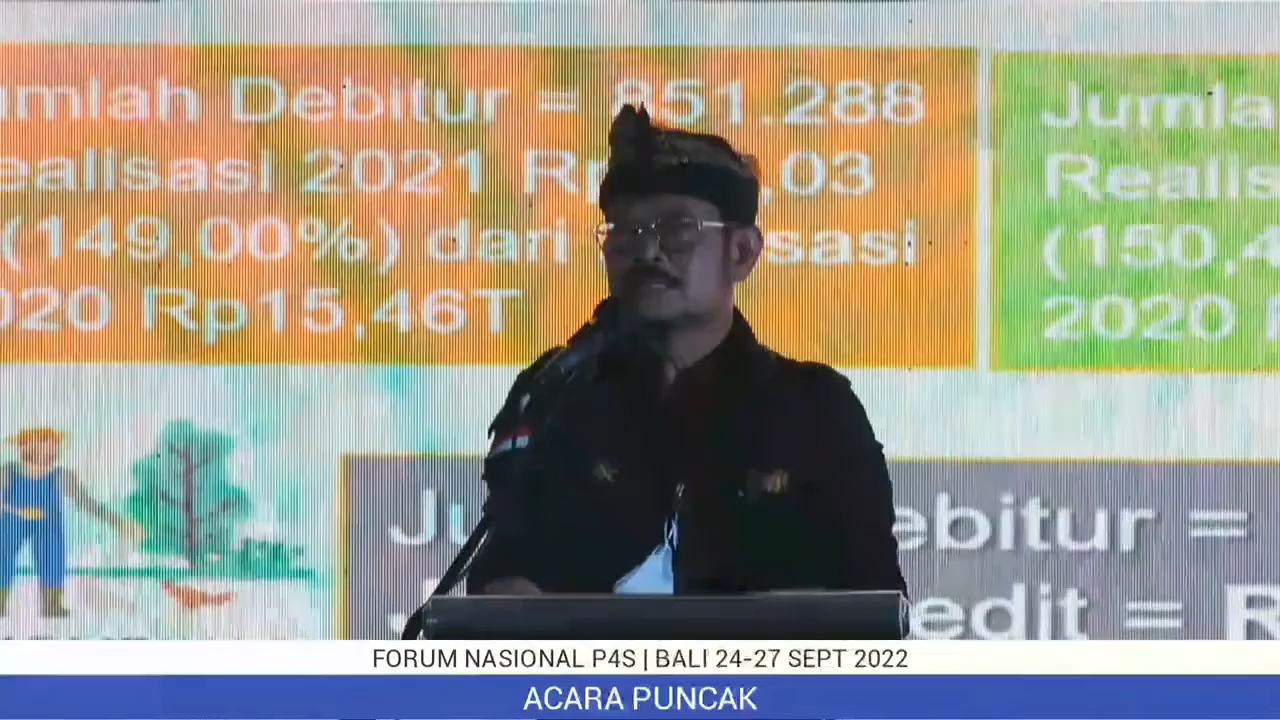 umlah Debitur = 851.288
Jumla
ealisasi 2021 Rp ,03
Realis
(149,00%) dari sasi
(150,4
020 Rp15,46T
2020
Ju ebitur =
edit = R
FORUM NASIONAL P4S | BALI 24-27 SEPT 2022
ACARA PUNCAK